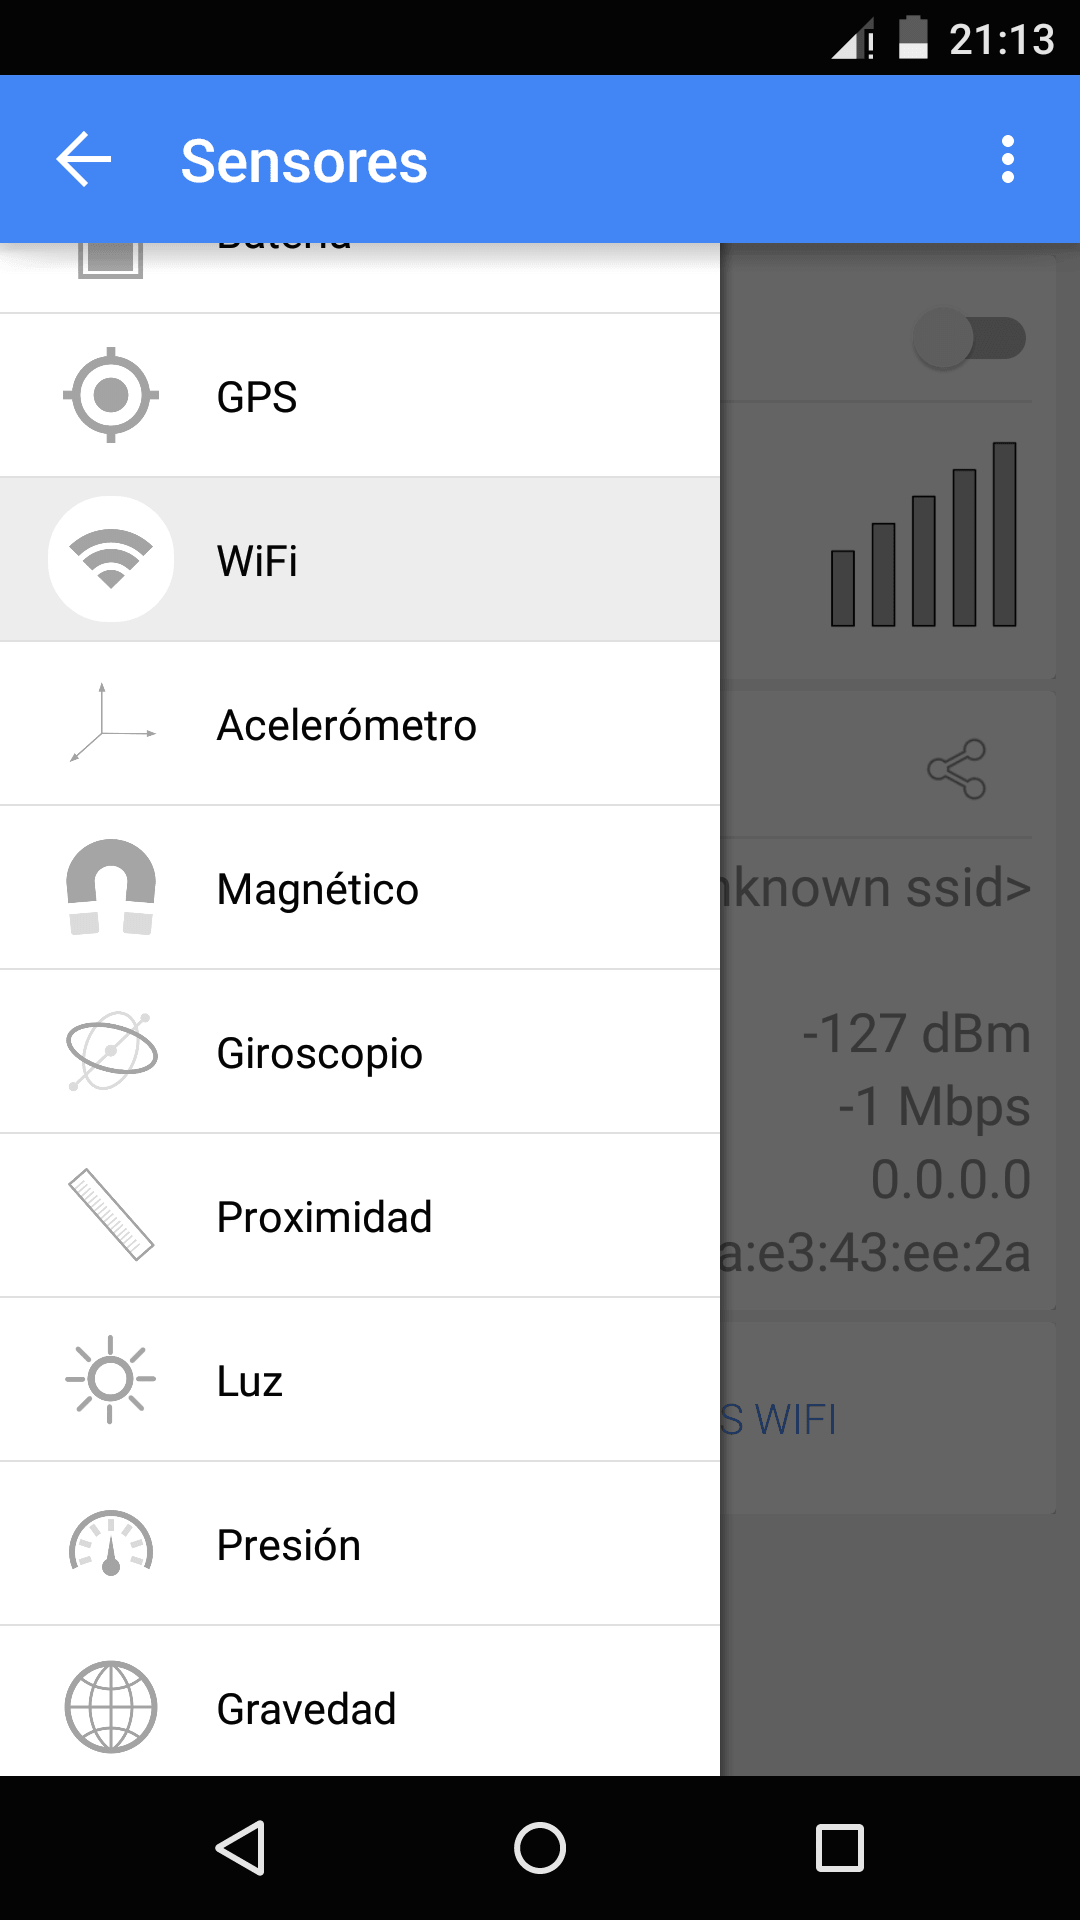 21:13
Sensores
Batería
GPS
WiFi
Acelerómetro
Magnético
nknown ssid>
Giroscopio
-127 dBm
-1 Mbps
Proximidad
0.0.0.0
a:e3:43:ee:2a
Luz
S WIFI
Presión
Gravedad